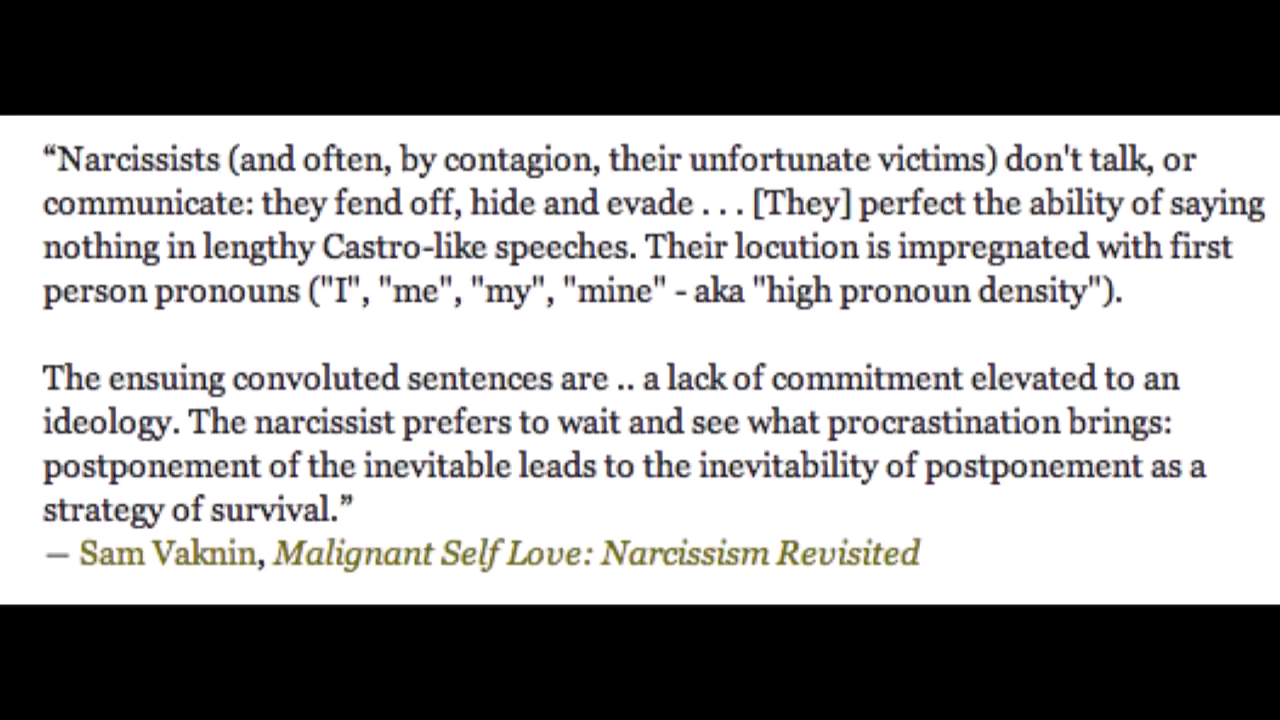 “Narcissists (and often, by contagion, their unfortunate victims) don't talk, or
communicate: they fend off, hide and evade . . . [They] perfect the ability of saying
nothing in lengthy Castro-like speeches. Their locution is impregnated with first
person pronouns ("I", "me", "my", "mine" - aka "high pronoun density").
The ensuing convoluted sentences are .. a lack of commitment elevated to an
ideology. The narcissist prefers to wait and see what procrastination brings:
postponement of the inevitable leads to the inevitability of postponement as a
strategy of survival.”
— Sam Vaknin, Malignant Self Love: Narcissism Revisited